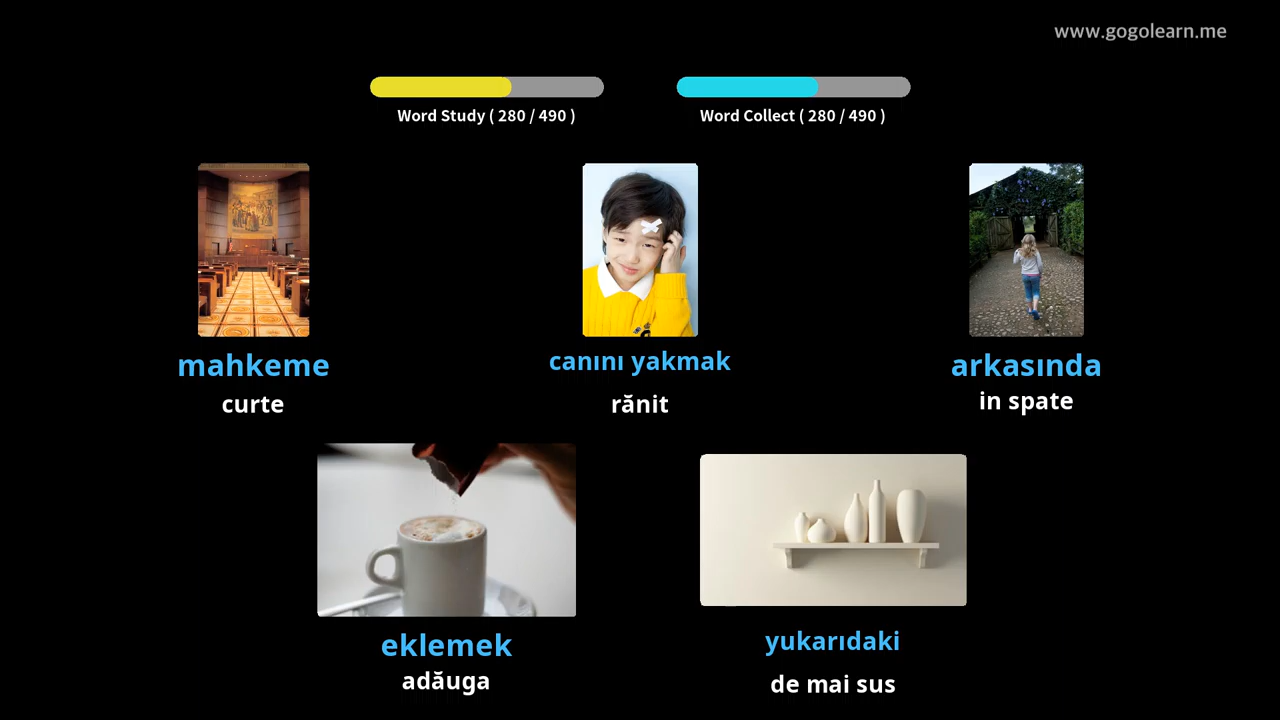 www.gogolearn.me
Word Study ( 280 / 490 )
Word Collect ( 280 / 490 )
mahkeme
curte
canını yakmak
rănit
arkasında
in spate
eklemek
adăuga
yukarıdaki
de mai sus